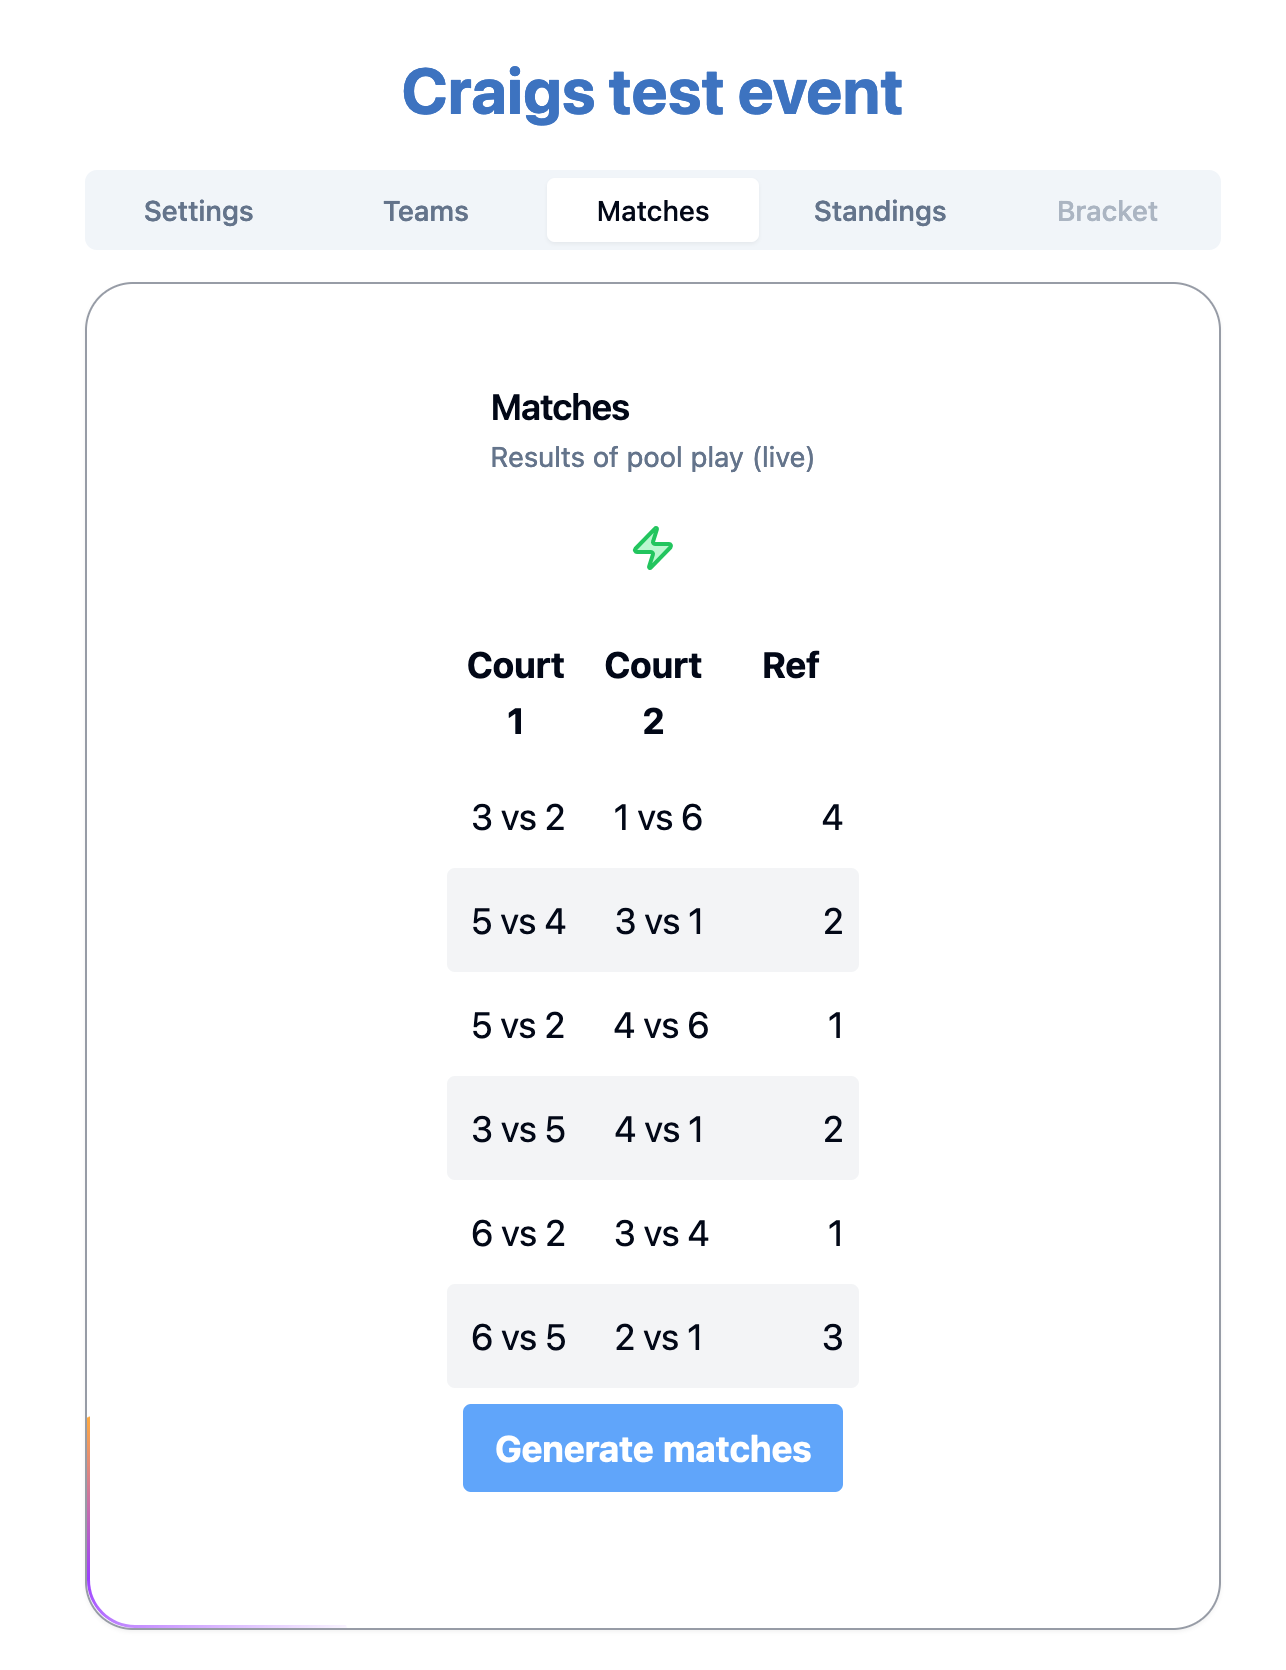 Craigs test event
Settings Teams Matches Standings Bracket
Matches
Results of pool play (live)
Court 1 Court 2 Ref
3 vs 2 1 vs 6 4
5 vs 4 3 vs 1 2
5 vs 2 4 vs 6 1
3 vs 5 4 vs 1 2
6 vs 2 3 vs 4 1
6 vs 5 2 vs 1 3
Generate matches